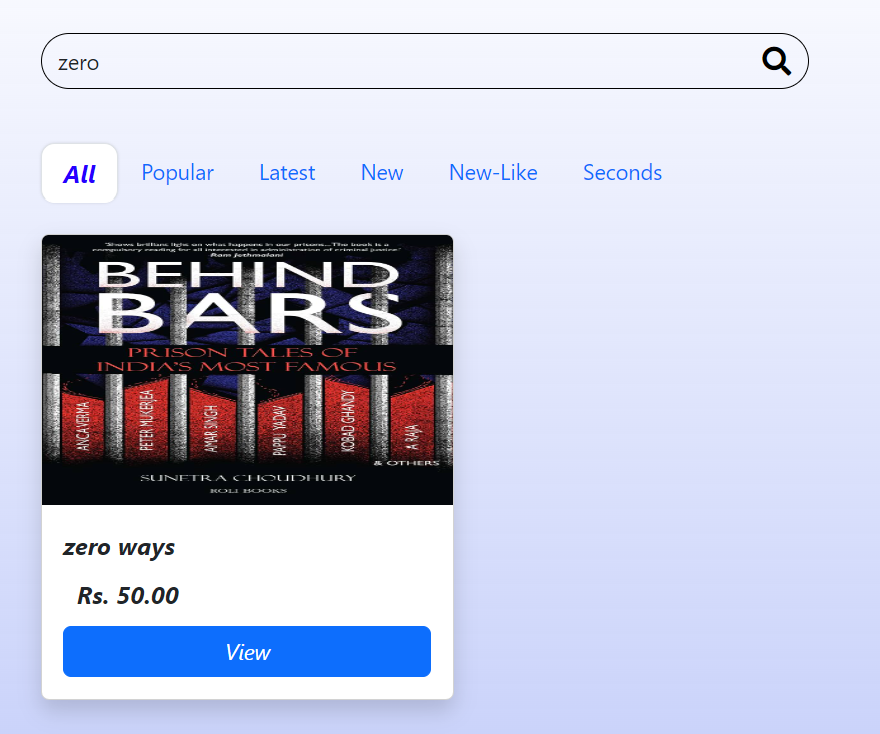 zero
All Popular Latest New New-Like Seconds
'Shows brilliant light on what happens in our prisons...The book is a
compulsory reading for all interested in administration of criminal justice.'
Ram Jethmalani
BEHIND
BARS
PRISON TALES OF
INDIA'S MOST FAMOUS
ANCA VERMA
PETER MUKERJEA
AMAR SINGH
PAPPU YADAV
KOBAD GHANDY
A RAJA
& OTHERS
SUNETRA CHOUDHURY
ROLI BOOKS
zero ways
Rs. 50.00
View